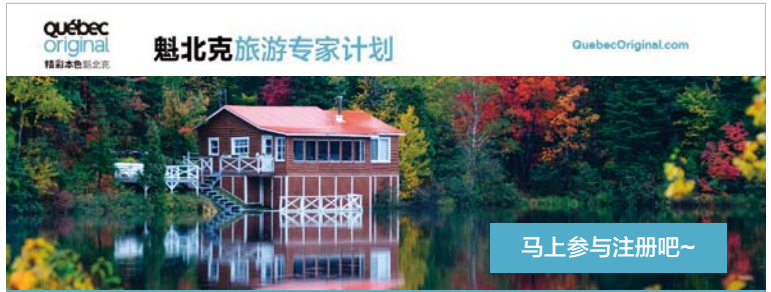 Québec
original
精彩本色魁北克
魁北克旅游专家计划
QuebecOriginal.com
马上参与注册吧~